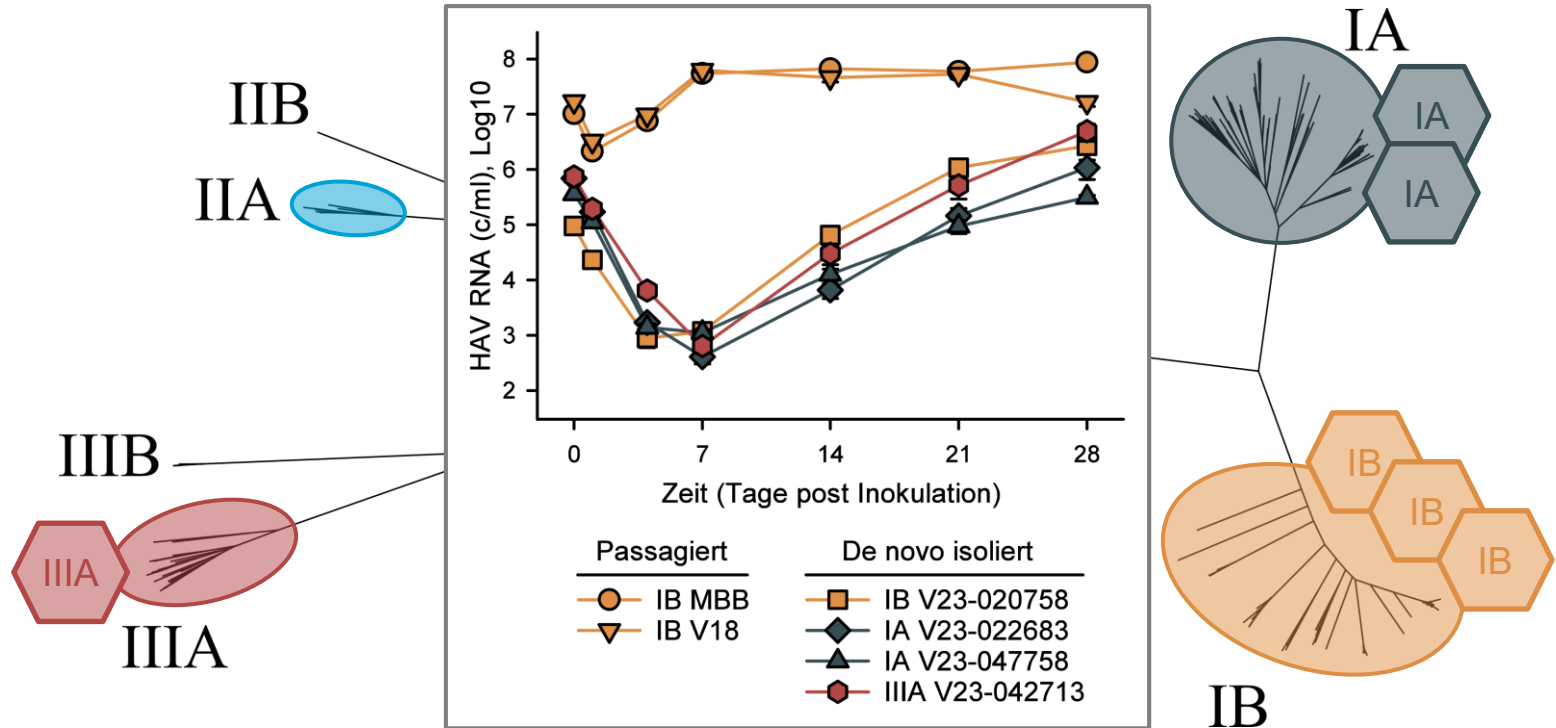 IIB
IIA
IIIB
IIIA
IIIA
HAV RNA (c/ml), Log10
8
7
6
5
4
3
2
0 7 14 21 28
Zeit (Tage post Inokulation)
Passagiert
IB MBB
IB V18
De novo isoliert
IB V23-020758
IA V23-022683
IA V23-047758
IIIA V23-042713
IA
IA
IA
IB
IB
IB
IB